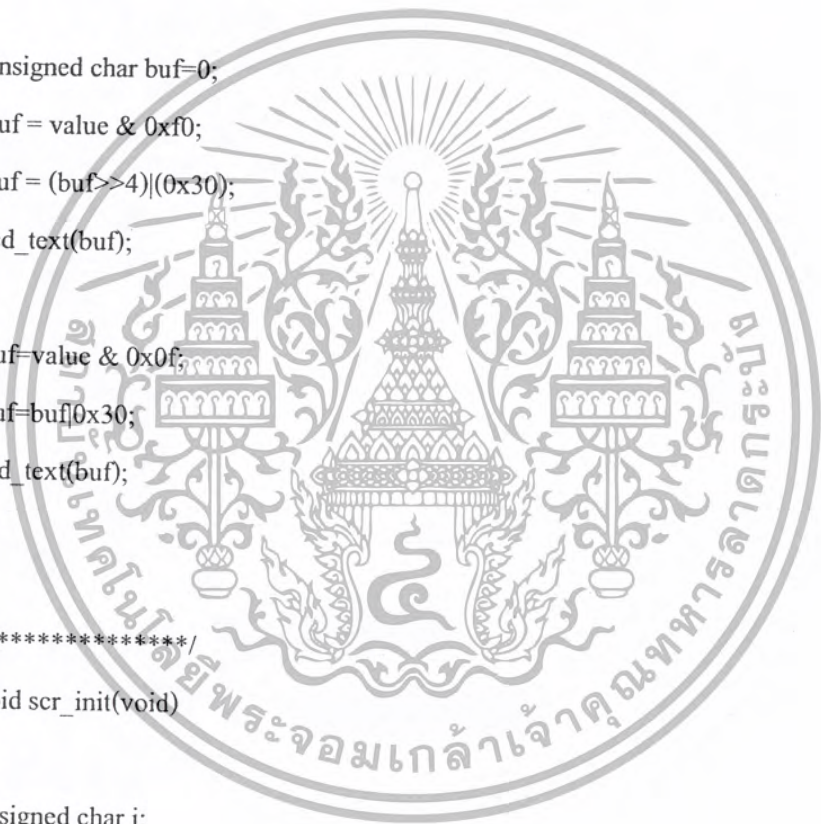 nsigned char buf=0;
uf = value & 0xf0;
uf = (buf>>4)|(0x30);
d_text(buf);
uf=value & 0x0f;
uf=buf|0x30;
d_text(buf);
**************/
id scr_init(void)
signed char i;
สถาบันเทคโนโลยีพระจอมเกล้าเจ้าคุณทหารลาดกระบัง